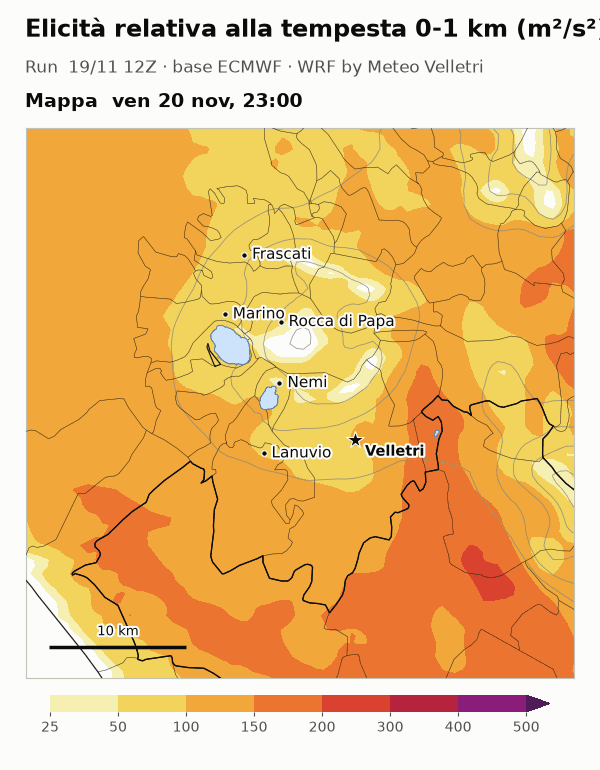 Elicità relativa alla tempesta 0-1 km (m²/s²)
Run 19/11 12Z · base ECMWF · WRF by Meteo Velletri
Mappa ven 20 nov, 23:00
Frascati
Marino
Rocca di Papa
Nemi
Velletri
Lanuvio
10 km
25 50 100 150 200 300 400 500